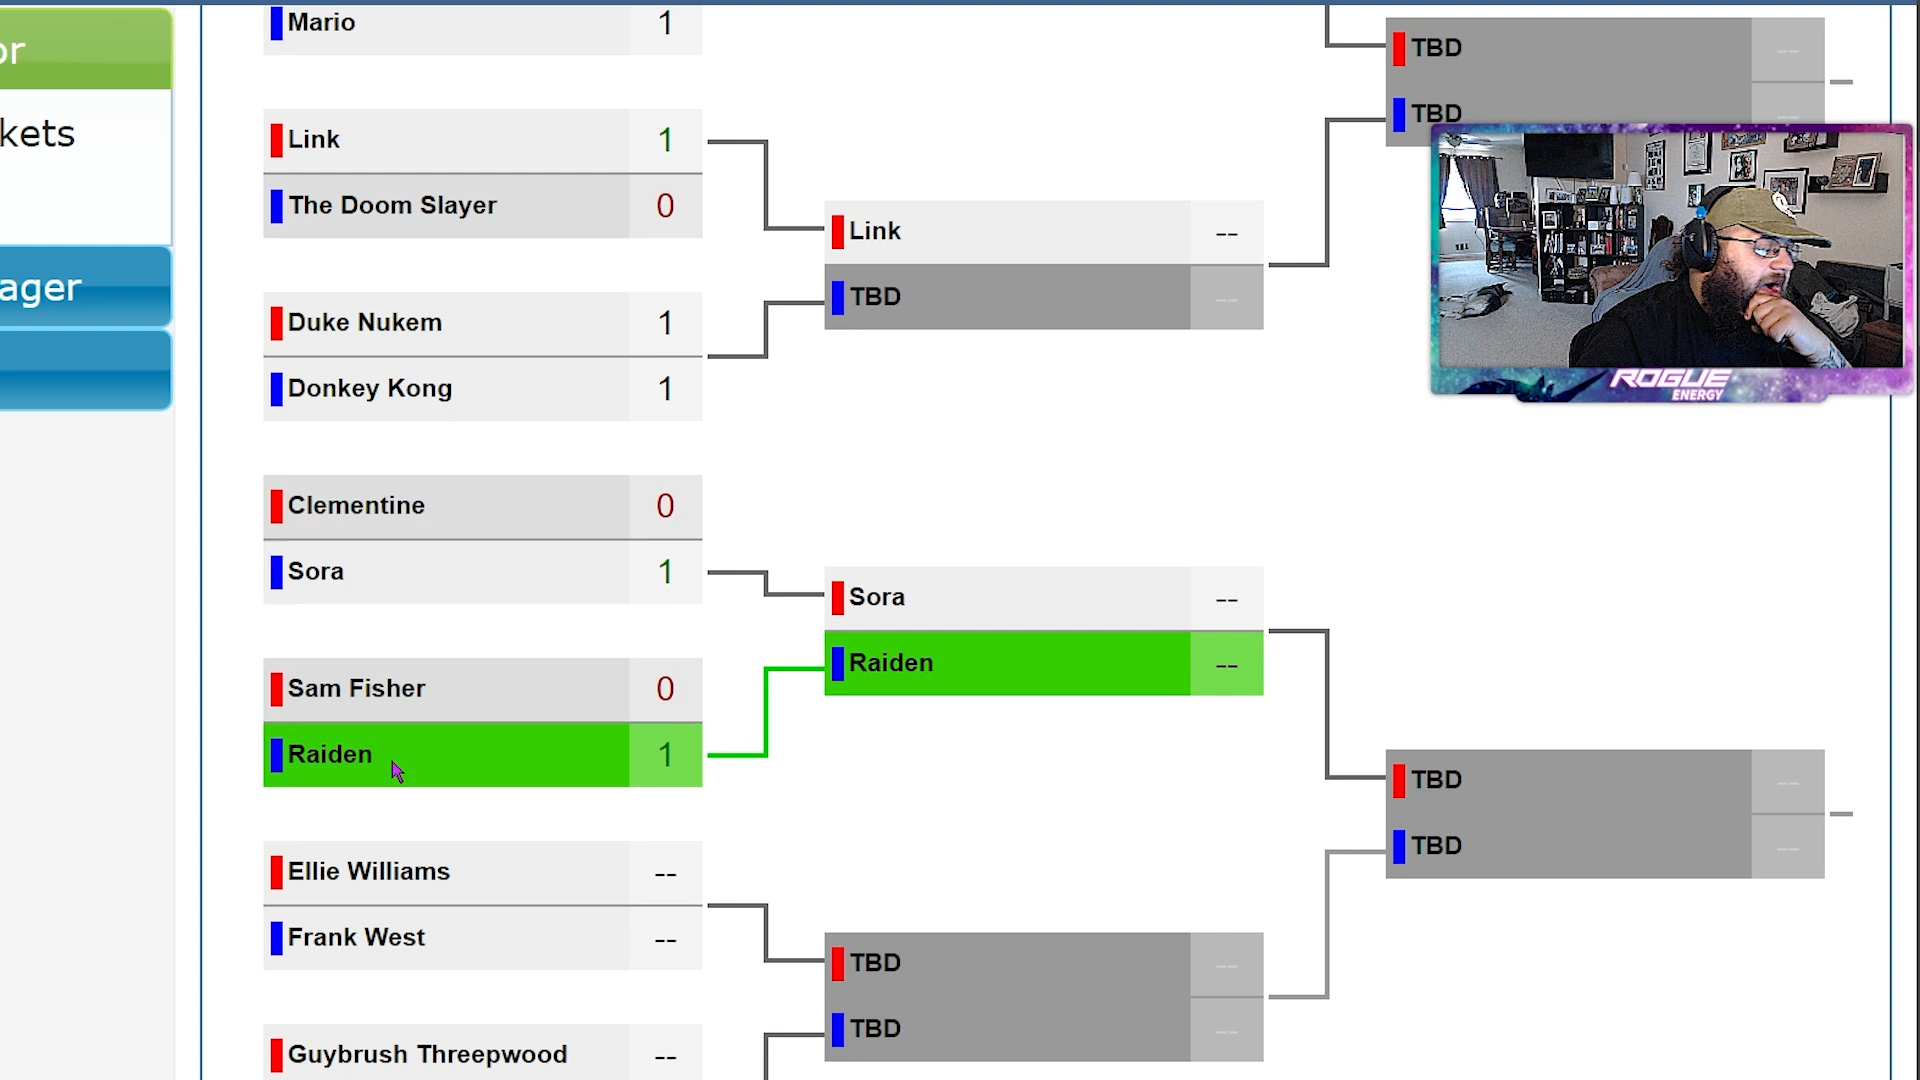 or
kets
ager
Mario 1
Link 1
The Doom Slayer 0
Duke Nukem 1
Donkey Kong 1
Clementine 0
Sora 1
Sam Fisher 0
Raiden 1
Ellie Williams --
Frank West --
Guybrush Threepwood --
Link --
TBD --
Sora --
Raiden --
TBD --
TBD --
TBD --
TBD --
TBD --
TBD --
ROGUE
ENERGY